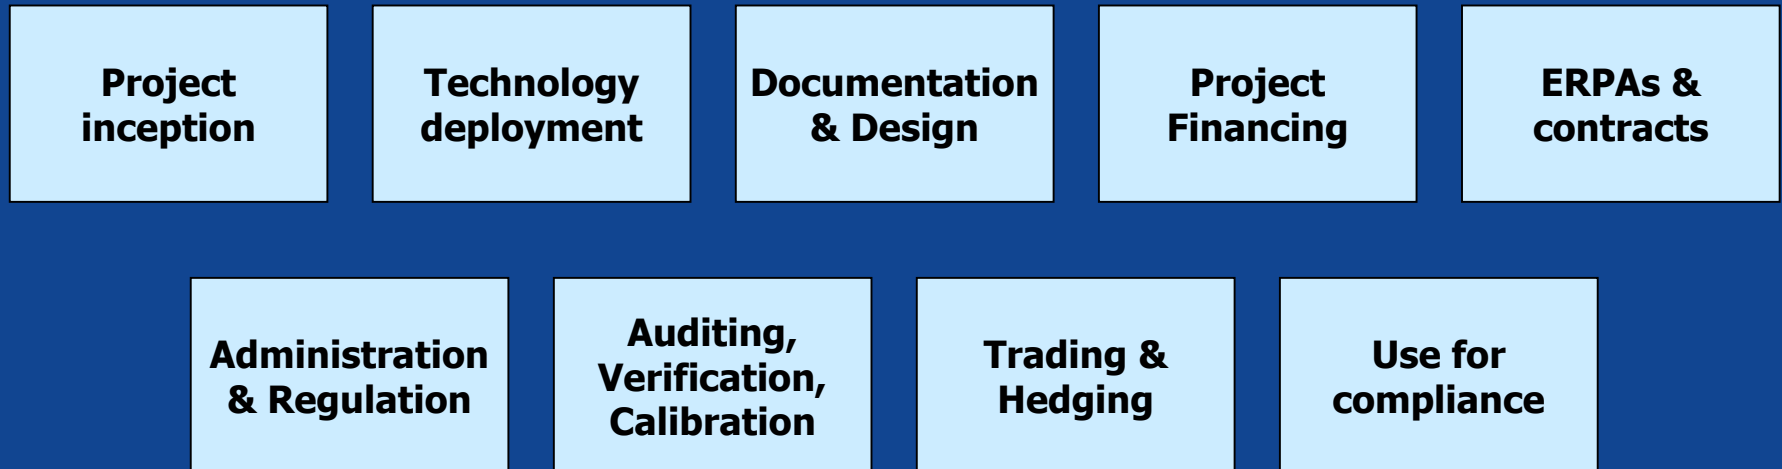 Project
inception
Technology
deployment
Documentation
& Design
Project
Financing
ERPAs &
contracts
Administration
& Regulation
Auditing,
Verification,
Calibration
Trading &
Hedging
Use for
compliance